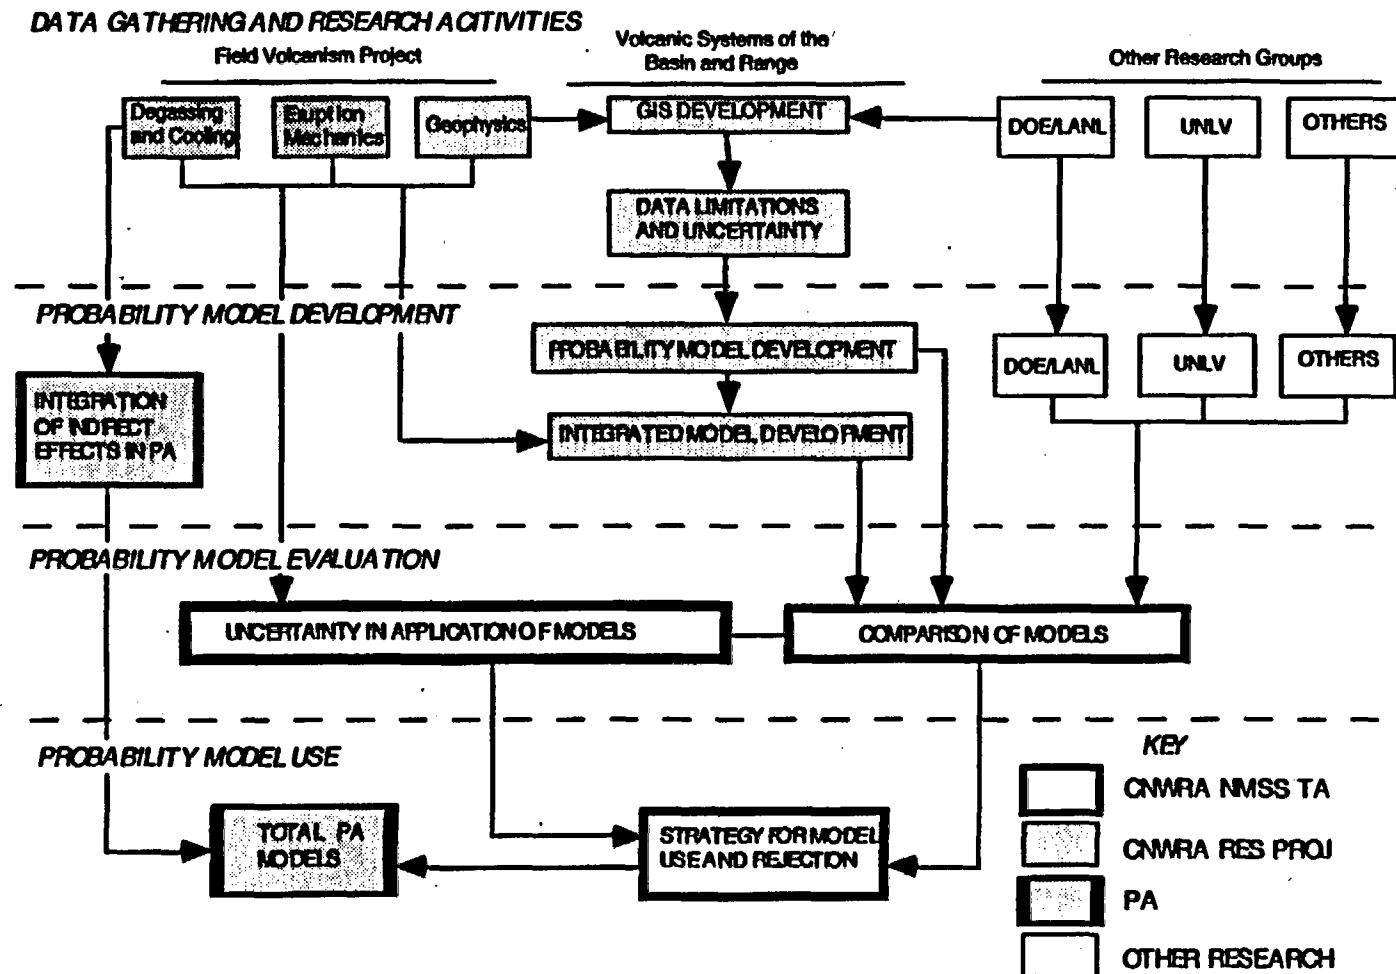 DATA GATHERING AND RESEARCH ACITIVITIES
Field Volcanism Project
Volcanic Systems of the
Basin and Range
Other Research Groups
Degassing
and Cooling
Eruption
Mechanics
Geophysics
GIS DEVELOPMENT
DOE/LANL
UNLV
OTHERS
DATA LIMITATIONS
AND UNCERTAINTY
PROBABILITY MODEL DEVELOPMENT
PROBABILITY MODEL DEVELOPMENT
DOE/LANL
UNLV
OTHERS
INTEGRATION
OF INDIRECT
EFFECTS IN PA
INTEGRATED MODEL DEVELOPMENT
PROBABILITY MODEL EVALUATION
UNCERTAINTY IN APPLICATION OF MODELS
COMPARISON OF MODELS
PROBABILITY MODEL USE
TOTAL PA
MODELS
STRATEGY FOR MODEL
USE AND REJECTION
KEY
CNWRA NMSS TA
CNWRA RES PROJ
PA
OTHER RESEARCH